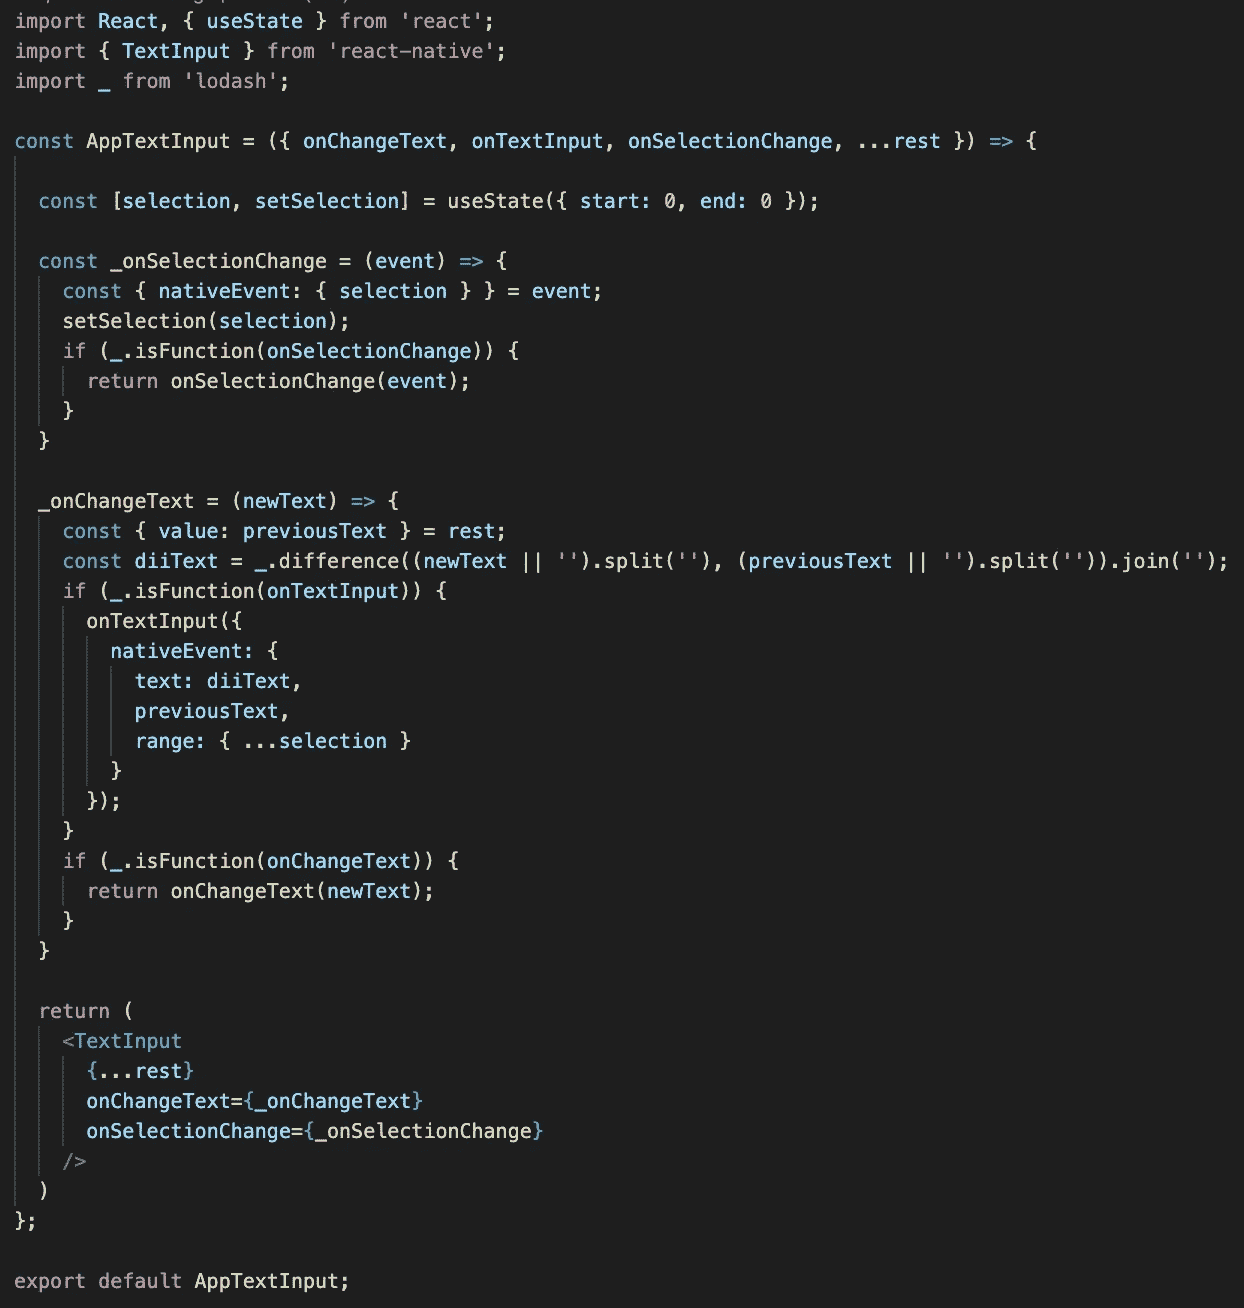 import React, { useState } from 'react';
import { TextInput } from 'react-native';
import _ from 'lodash';
const AppTextInput = ({ onChangeText, onTextInput, onSelectionChange, ...rest }) => {
const [selection, setSelection] = useState({ start: 0, end: 0 });
const _onSelectionChange = (event) => {
const { nativeEvent: { selection } } = event;
setSelection(selection);
if (_.isFunction(onSelectionChange)) {
return onSelectionChange(event);
}
}
_onChangeText = (newText) => {
const { value: previousText } = rest;
const diiText = _.difference((newText || '').split(''), (previousText || '').split('')).join('');
if (_.isFunction(onTextInput)) {
onTextInput({
nativeEvent: {
text: diiText,
previousText,
range: { ...selection }
}
});
}
if (_.isFunction(onChangeText)) {
return onChangeText(newText);
}
}
return (
<TextInput
{...rest}
onChangeText={_onChangeText}
onSelectionChange={_onSelectionChange}
/>
)
};
export default AppTextInput;